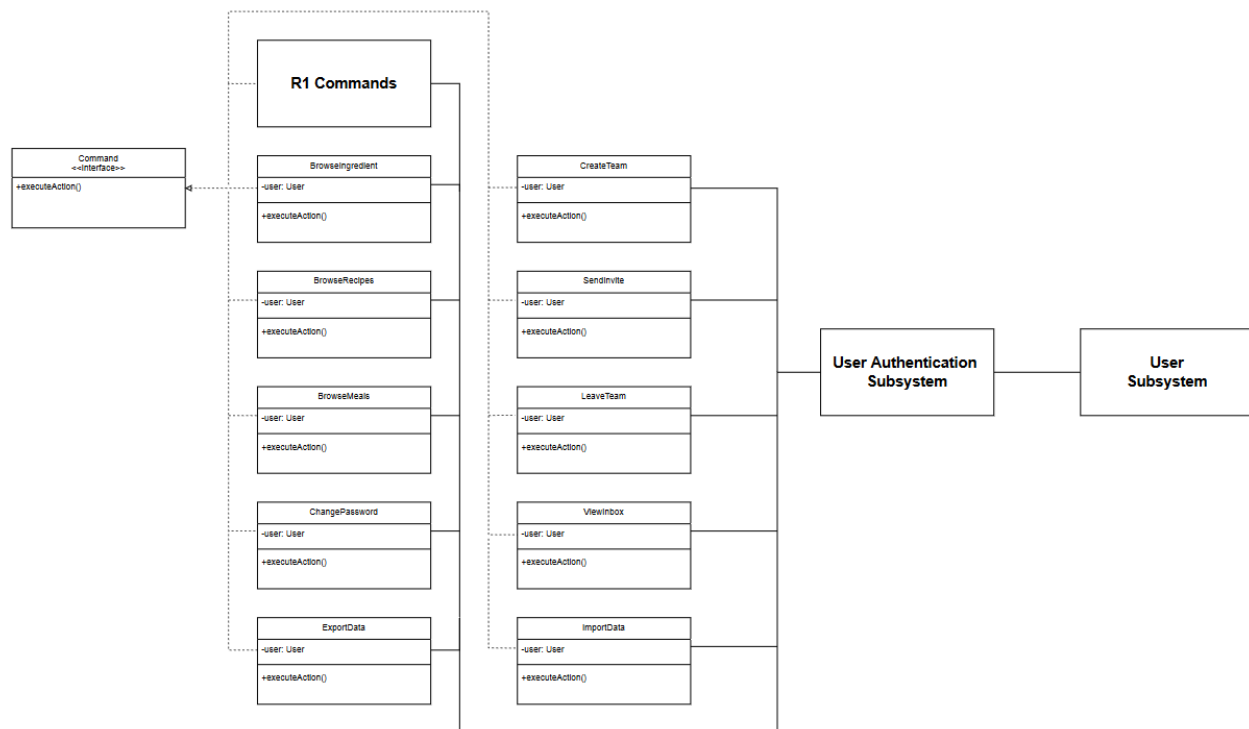 R1 Commands
Command
<<Interface>>
+executeAction()
BrowseIngredient
-user: User
+executeAction()
CreateTeam
-user: User
+executeAction()
BrowseRecipes
-user: User
+executeAction()
SendInvite
-user: User
+executeAction()
User Authentication
Subsystem
User
Subsystem
BrowseMeals
-user: User
+executeAction()
LeaveTeam
-user: User
+executeAction()
ChangePassword
-user: User
+executeAction()
ViewInbox
-user: User
+executeAction()
ExportData
-user: User
+executeAction()
ImportData
-user: User
+executeAction()